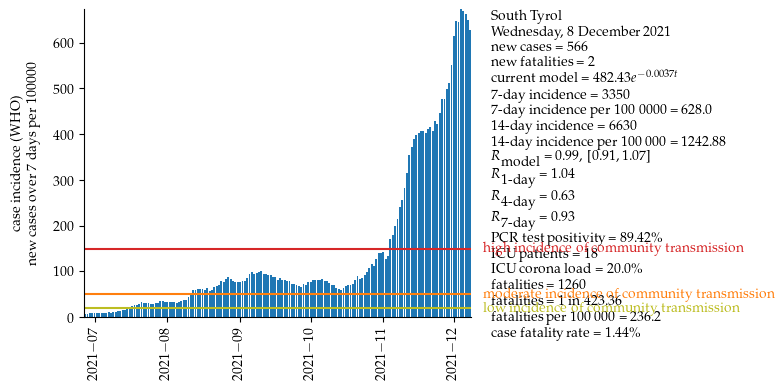 case incidence (WHO)
new cases over 7 days per 100000
600
500
400
300
200
100
0
2021−07
2021−08
2021−09
2021−10
2021−11
2021−12
South Tyrol
Wednesday, 8 December 2021
new cases = 566
new fatalities = 2
current model = 482.43e^{−0.0037t}
7-day incidence = 3350
7-day incidence per 100 0000 = 628.0
14-day incidence = 6630
14-day incidence per 100 000 = 1242.88
R_model = 0.99, [0.91, 1.07]
R_1-day = 1.04
R_4-day = 0.63
R_7-day = 0.93
PCR test positivity = 89.42%
high incidence of community transmission
ICU patients = 18
ICU corona load = 20.0%
fatalities = 1260
moderate incidence of community transmission
fatalities = 1 in 423.36
low incidence of community transmission
fatalities per 100 000 = 236.2
case fatality rate = 1.44%